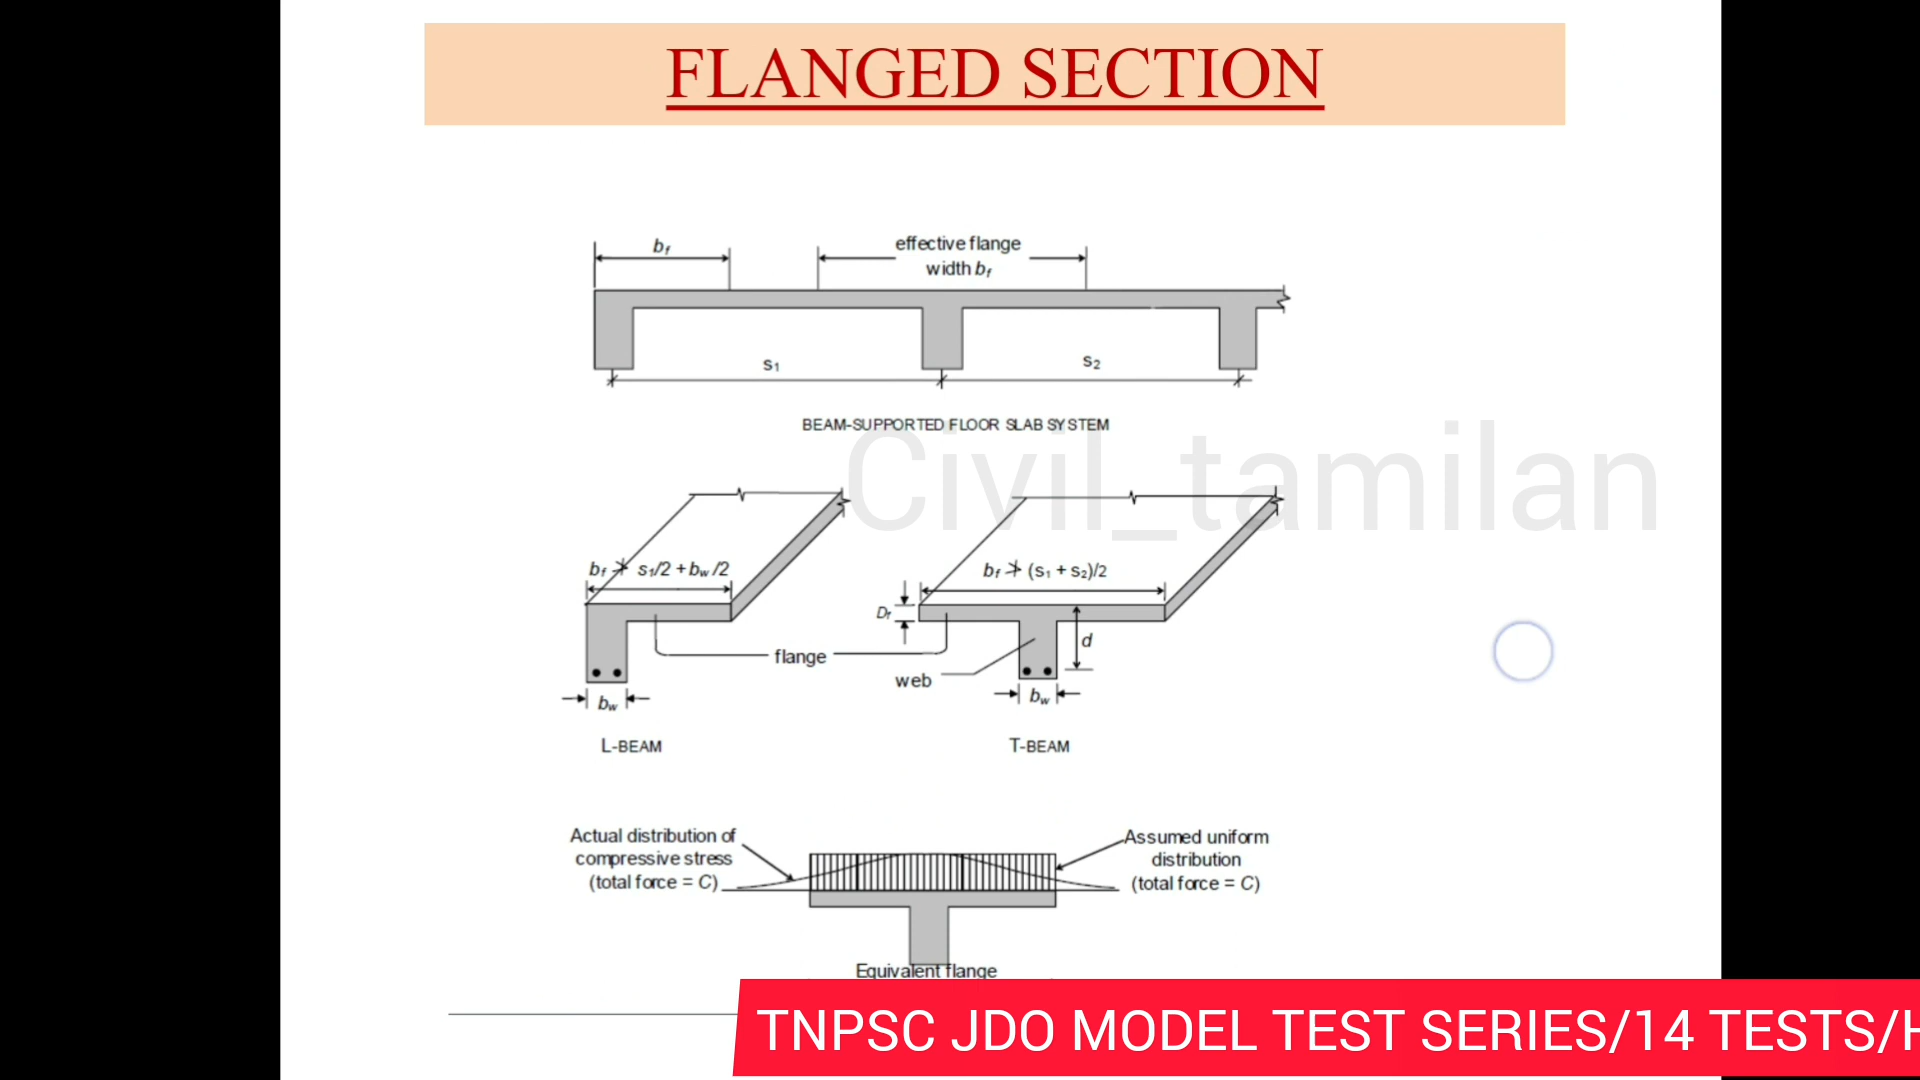 FLANGED SECTION
bf
effective flange
width bf
s1
s2
BEAM-SUPPORTED FLOOR SLAB SYSTEM
Civil_tamilan
bf ≯ s1/2 + bw/2
bf ≯ (s1 + s2)/2
Df
d
flange
web
bw
bw
L-BEAM
T-BEAM
Actual distribution of
compressive stress
(total force = C)
Assumed uniform
distribution
(total force = C)
Equivalent flange
TNPSC JDO MODEL TEST SERIES/14 TESTS/H